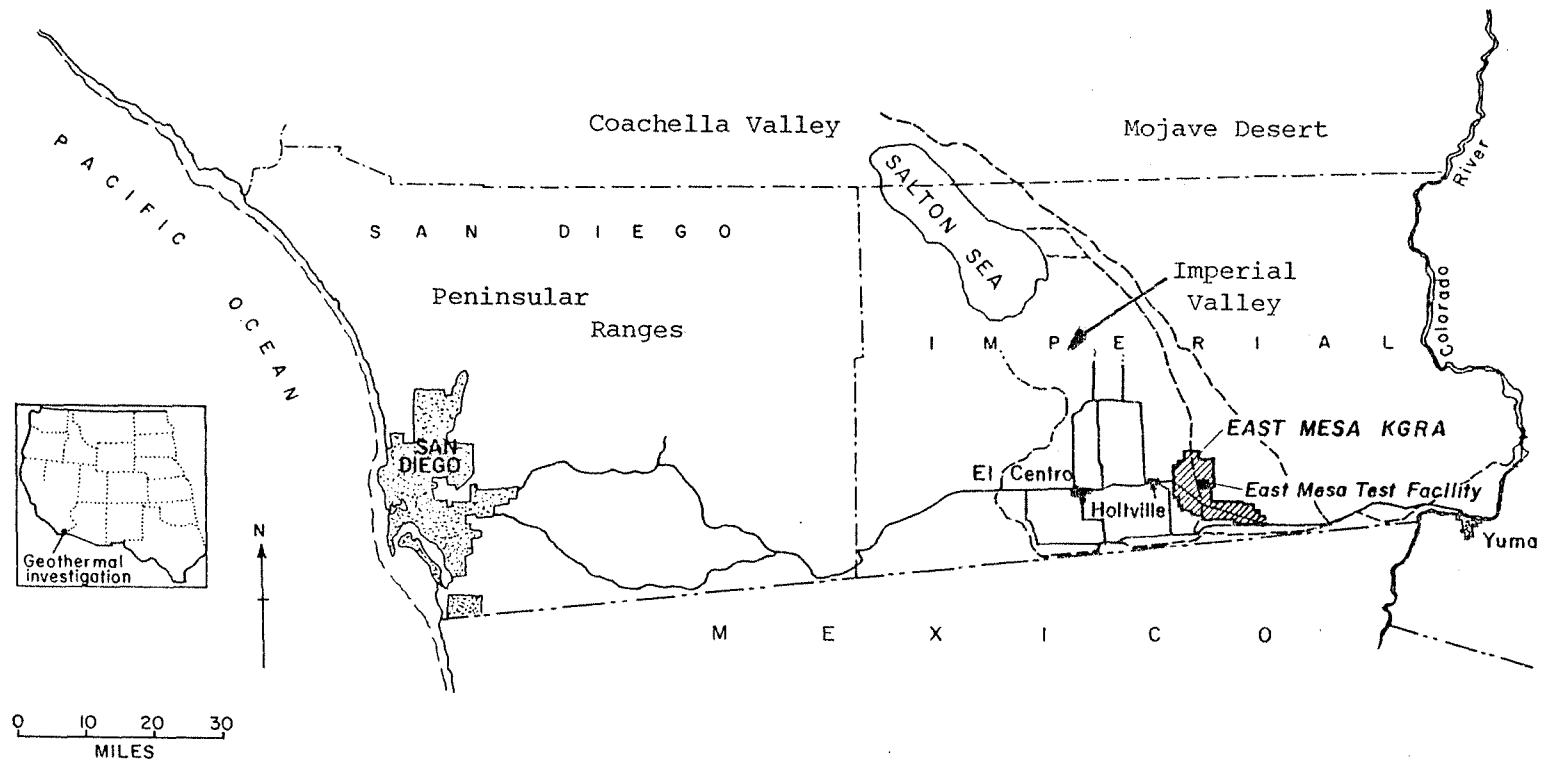 Coachella Valley
Mojave Desert
PACIFIC
OCEAN
SALTON SEA
River
SAN DIEGO
Imperial
Valley
Peninsular
Ranges
Colorado
IMPERIAL
EAST MESA KGRA
SAN
DIEGO
El Centro
East Mesa Test Facility
Holtville
Yuma
Geothermal
investigation
N
MEXICO
0 10 20 30
MILES